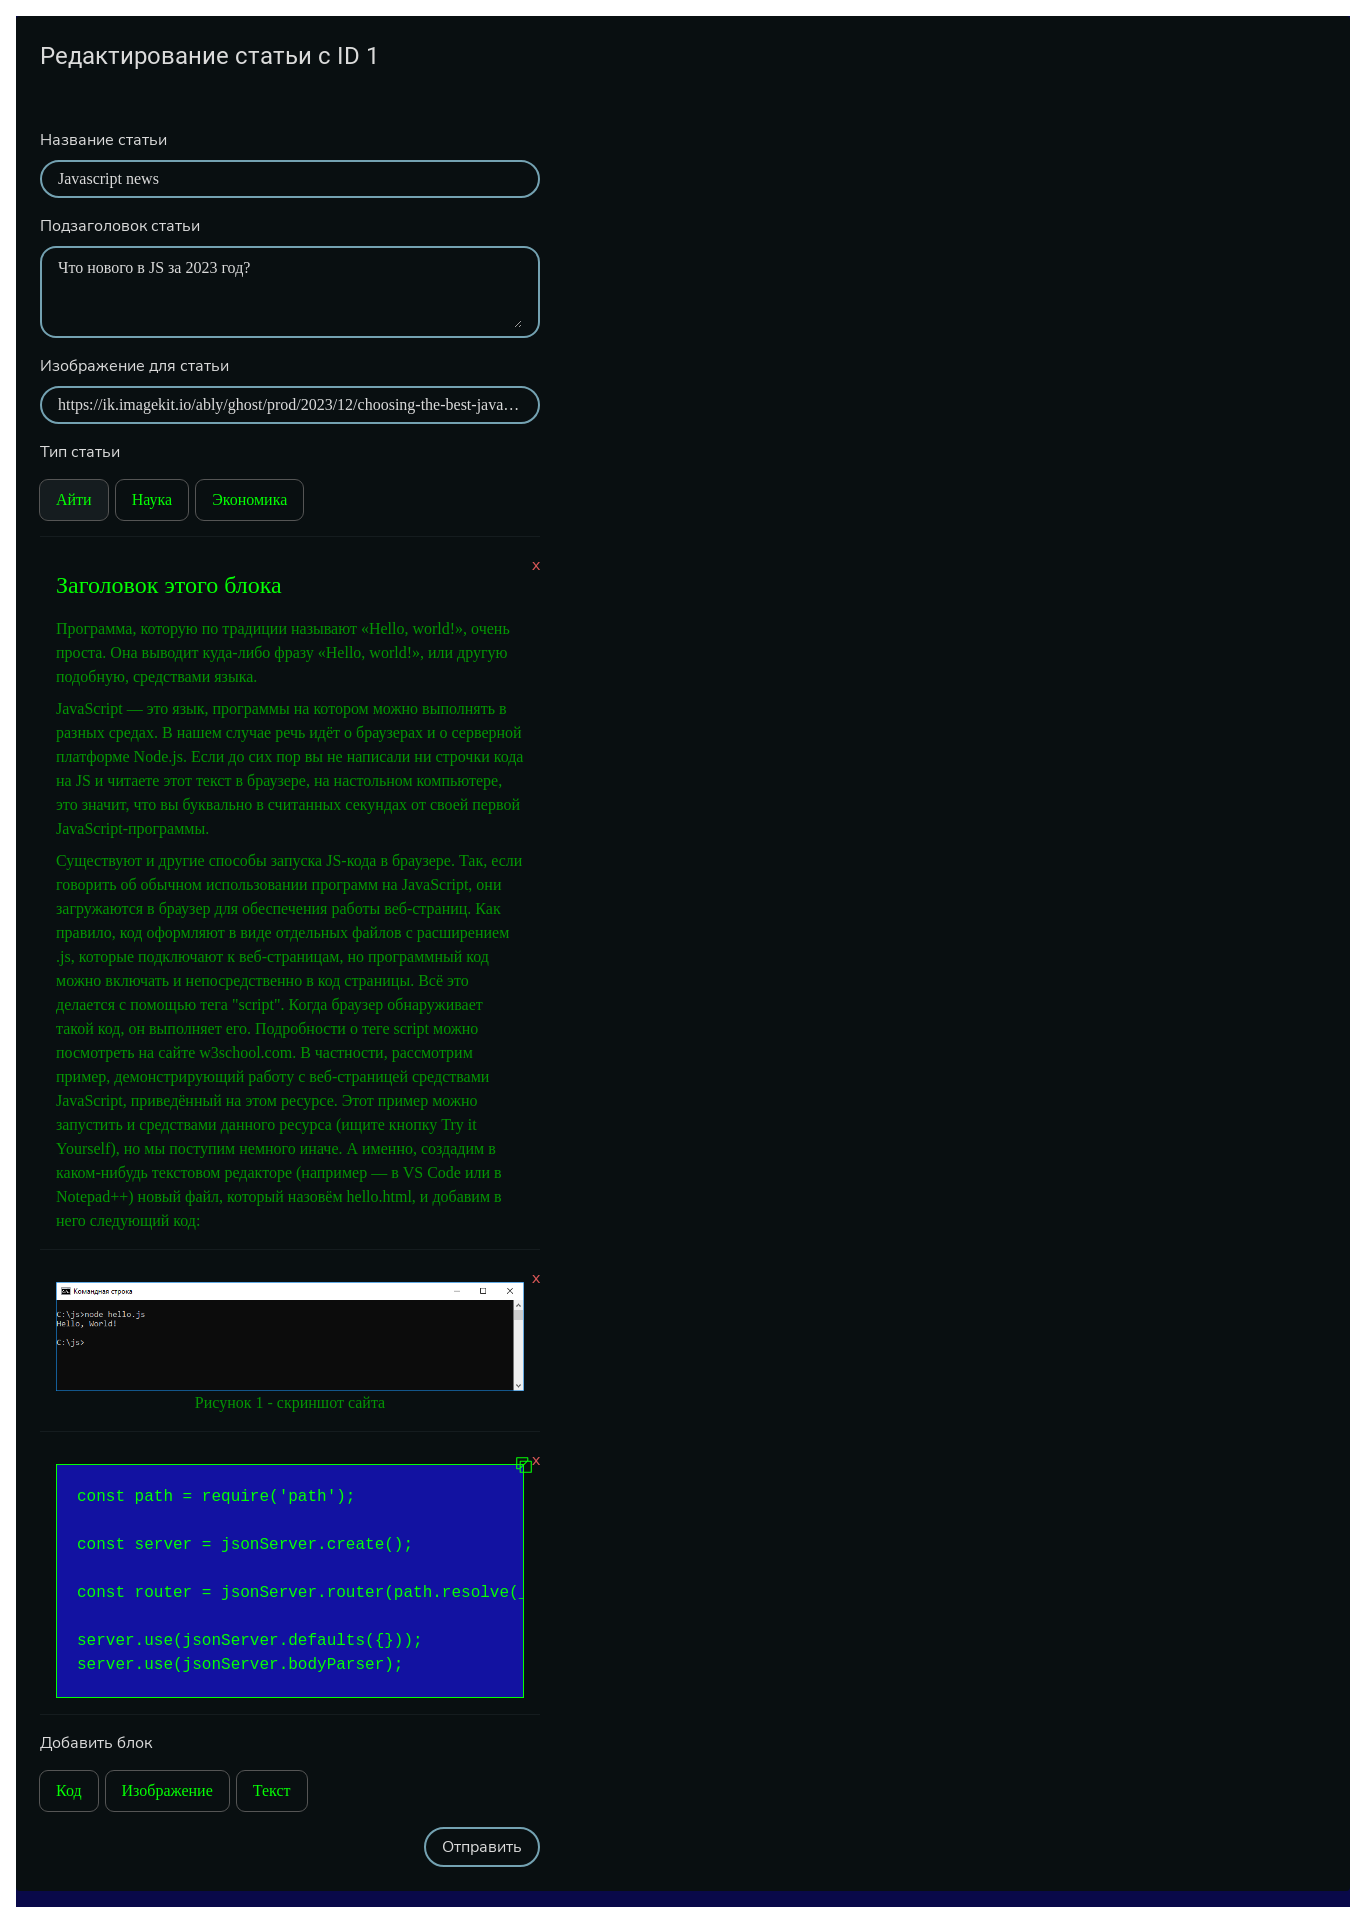 Редактирование статьи с ID 1
Название статьи
Javascript news
Подзаголовок статьи
Что нового в JS за 2023 год?
Изображение для статьи
https://ik.imagekit.io/ably/ghost/prod/2023/12/choosing-the-best-java…
Тип статьи
Айти Наука Экономика
x
Заголовок этого блока
Программа, которую по традиции называют «Hello, world!», очень
проста. Она выводит куда-либо фразу «Hello, world!», или другую
подобную, средствами языка.
JavaScript — это язык, программы на котором можно выполнять в
разных средах. В нашем случае речь идёт о браузерах и о серверной
платформе Node.js. Если до сих пор вы не написали ни строчки кода
на JS и читаете этот текст в браузере, на настольном компьютере,
это значит, что вы буквально в считанных секундах от своей первой
JavaScript-программы.
Существуют и другие способы запуска JS-кода в браузере. Так, если
говорить об обычном использовании программ на JavaScript, они
загружаются в браузер для обеспечения работы веб-страниц. Как
правило, код оформляют в виде отдельных файлов с расширением
.js, которые подключают к веб-страницам, но программный код
можно включать и непосредственно в код страницы. Всё это
делается с помощью тега "script". Когда браузер обнаруживает
такой код, он выполняет его. Подробности о теге script можно
посмотреть на сайте w3school.com. В частности, рассмотрим
пример, демонстрирующий работу с веб-страницей средствами
JavaScript, приведённый на этом ресурсе. Этот пример можно
запустить и средствами данного ресурса (ищите кнопку Try it
Yourself), но мы поступим немного иначе. А именно, создадим в
каком-нибудь текстовом редакторе (например — в VS Code или в
Notepad++) новый файл, который назовём hello.html, и добавим в
него следующий код:
x
Командная строка
C:\js>node hello.js
Hello, World!
C:\js>
Рисунок 1 - скриншот сайта
x
const path = require('path');
const server = jsonServer.create();
const router = jsonServer.router(path.resolve(_
server.use(jsonServer.defaults({}));
server.use(jsonServer.bodyParser);
Добавить блок
Код Изображение Текст
Отправить